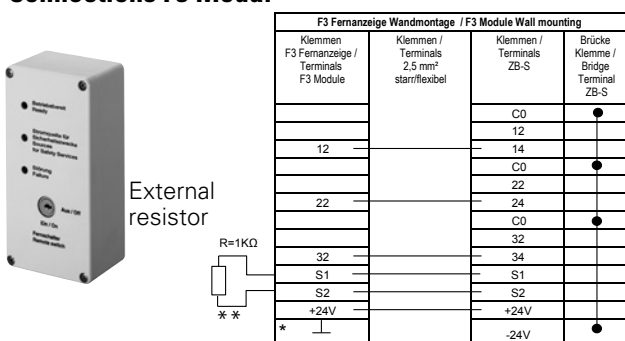 F3 Fernanzeige Wandmontage / F3 Module Wall mounting
Klemmen
F3 Fernanzeige /
Terminals
F3 Module
Klemmen /
Terminals
2,5 mm²
starr/flexibel
Klemmen /
Terminals
ZB-S
Brücke
Klemme /
Bridge
Terminal
ZB-S
C0
12
12 14
C0
22
22 24
C0
32
32 34
S1 S1
S2 S2
+24V +24V
* -24V
Betriebsbereit
Ready
Stromquelle für
Sicherheitszwecke
Sources
for Safety Services
Störung
Failure
Aus / Off
Ein / On
Fernschalter
Remote switch
External
resistor
R=1KΩ
* *